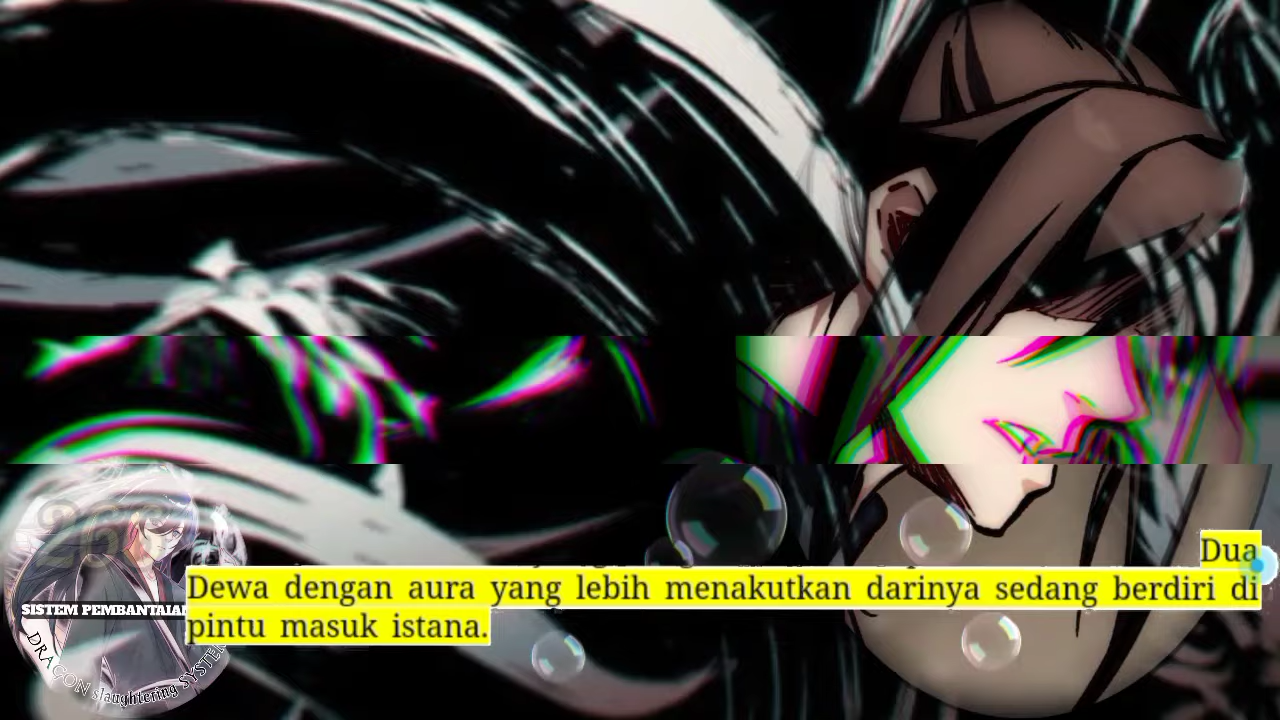 Dua
Dewa dengan aura yang lebih menakutkan darinya sedang berdiri di
pintu masuk istana.
26
SISTEM PEMBANTAIAN
DRAGON slaughtering SYSTEM